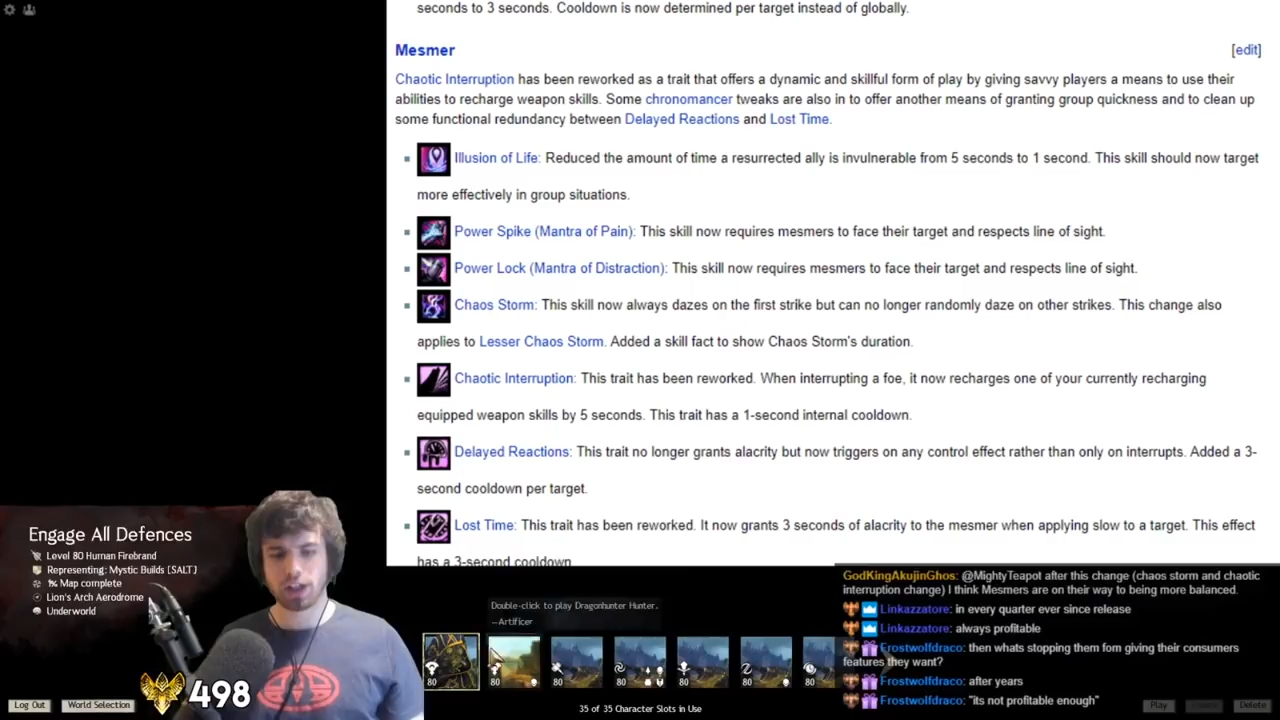 seconds to 3 seconds. Cooldown is now determined per target instead of globally.
Mesmer
[edit]
Chaotic Interruption has been reworked as a trait that offers a dynamic and skillful form of play by giving savvy players a means to use their
abilities to recharge weapon skills. Some chronomancer tweaks are also in to offer another means of granting group quickness and to clean up
some functional redundancy between Delayed Reactions and Lost Time.
Illusion of Life: Reduced the amount of time a resurrected ally is invulnerable from 5 seconds to 1 second. This skill should now target
more effectively in group situations.
Power Spike (Mantra of Pain): This skill now requires mesmers to face their target and respects line of sight.
Power Lock (Mantra of Distraction): This skill now requires mesmers to face their target and respects line of sight.
Chaos Storm: This skill now always dazes on the first strike but can no longer randomly daze on other strikes. This change also
applies to Lesser Chaos Storm. Added a skill fact to show Chaos Storm's duration.
Chaotic Interruption: This trait has been reworked. When interrupting a foe, it now recharges one of your currently recharging
equipped weapon skills by 5 seconds. This trait has a 1-second internal cooldown.
Delayed Reactions: This trait no longer grants alacrity but now triggers on any control effect rather than only on interrupts. Added a 3-
second cooldown per target.
Lost Time: This trait has been reworked. It now grants 3 seconds of alacrity to the mesmer when applying slow to a target. This effect
has a 3-second cooldown
Engage All Defences
Level 80 Human Firebrand
Representing: Mystic Builds [SALT]
1% Map complete
Lion's Arch Aerodrome
Underworld
498
Log Out
World Selection
Double-click to play Dragonhunter Hunter.
—Artificer
80
80
80
80
80
80
80
35 of 35 Character Slots in Use
GodKingAkujinGhos: @MightyTeapot after this change (chaos storm and chaotic
interruption change) I think Mesmers are on their way to being more balanced.
Linkazzatore: in every quarter ever since release
Linkazzatore: always profitable
Frostwolfdraco: then whats stopping them fom giving their consumers
features they want?
Frostwolfdraco: after years
Frostwolfdraco: "its not profitable enough"
Play
Delete